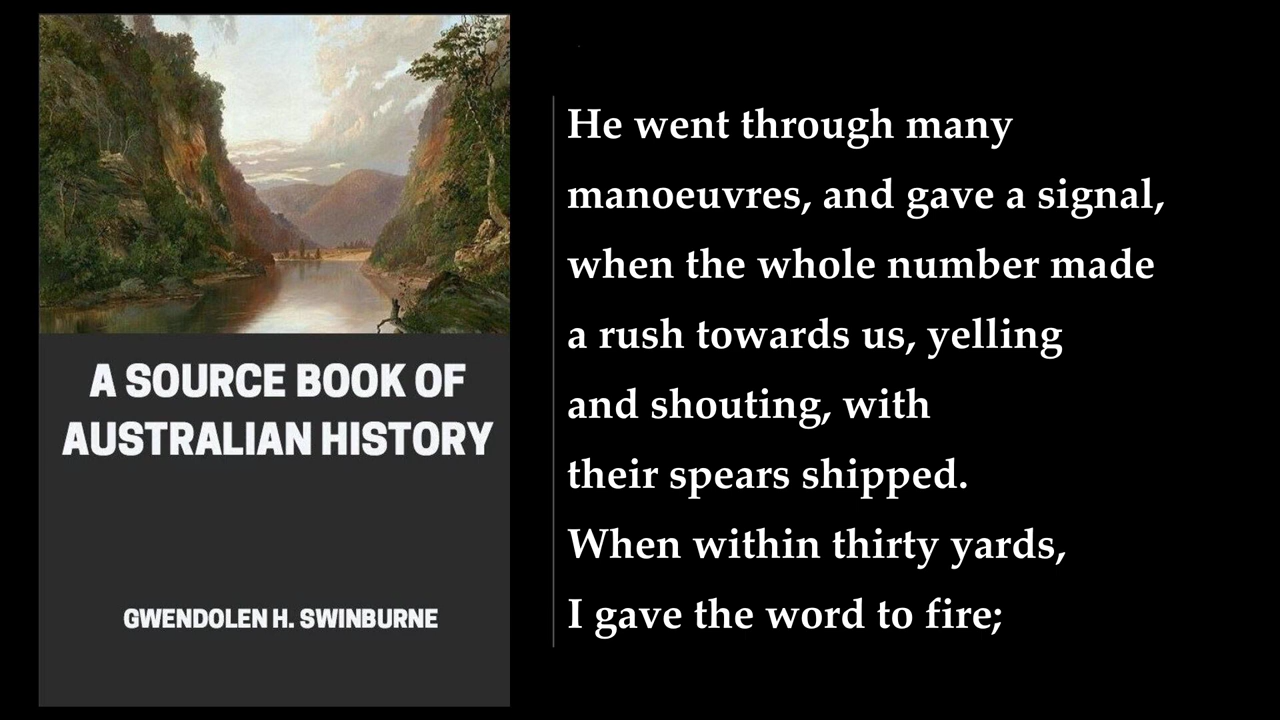 A SOURCE BOOK OF
AUSTRALIAN HISTORY
GWENDOLEN H. SWINBURNE
He went through many
manoeuvres, and gave a signal,
when the whole number made
a rush towards us, yelling
and shouting, with
their spears shipped.
When within thirty yards,
I gave the word to fire;